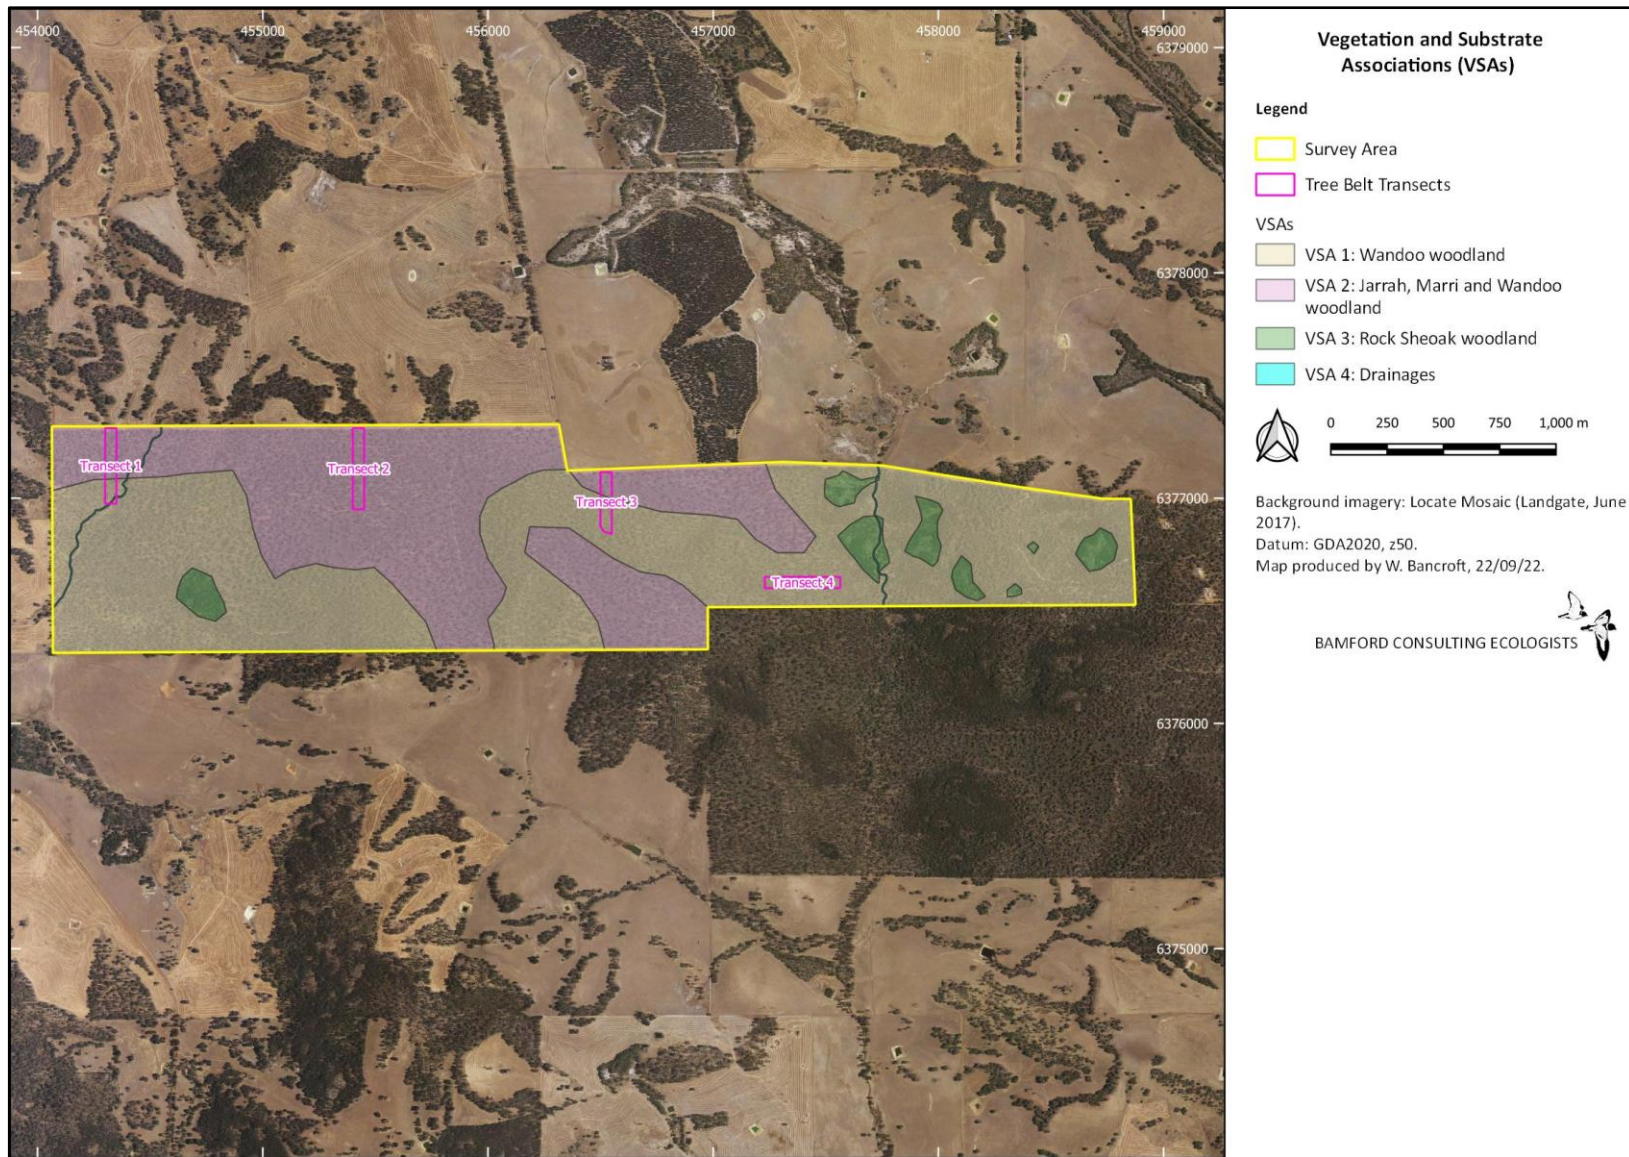 454000
455000
456000
457000
458000
459000
6379000
6378000
6377000
6376000
6375000
Transect 1
Transect 2
Transect 3
Transect 4
Vegetation and Substrate
Associations (VSAs)
Legend
Survey Area
Tree Belt Transects
VSAs
VSA 1: Wandoo woodland
VSA 2: Jarrah, Marri and Wandoo
woodland
VSA 3: Rock Sheoak woodland
VSA 4: Drainages
0 250 500 750 1,000 m
Background imagery: Locate Mosaic (Landgate, June
2017).
Datum: GDA2020, z50.
Map produced by W. Bancroft, 22/09/22.
BAMFORD CONSULTING ECOLOGISTS